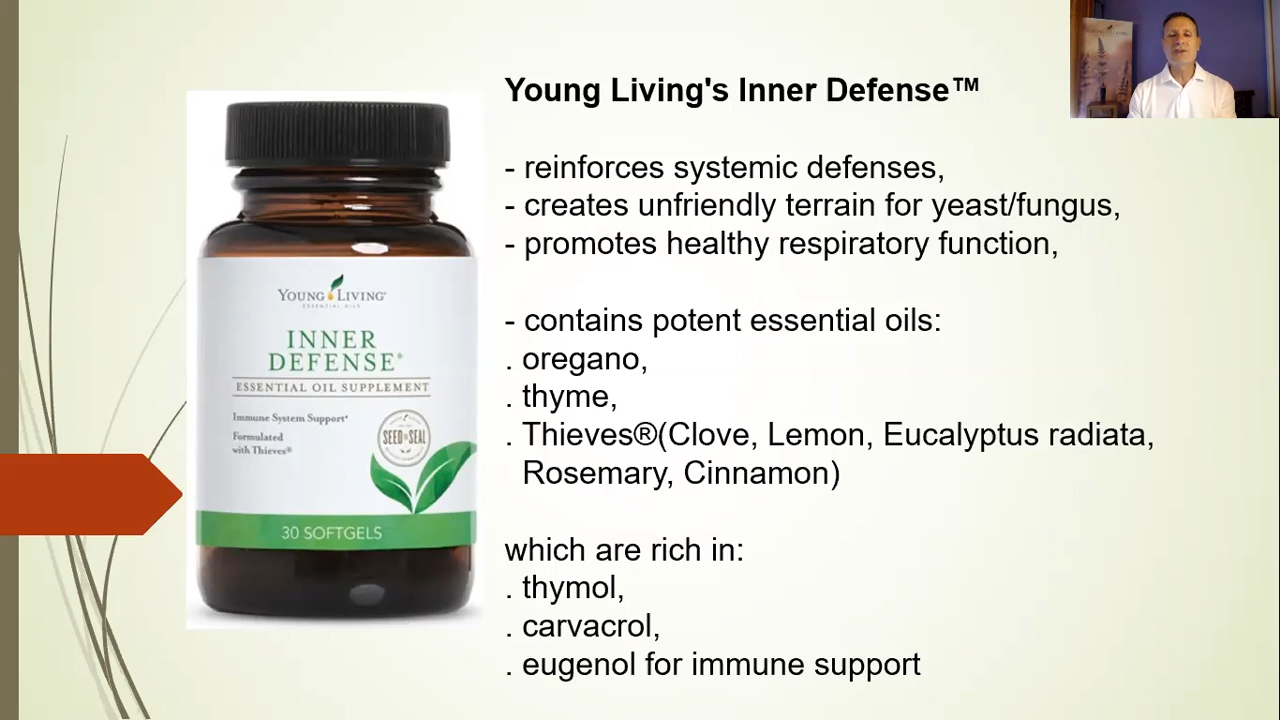 Young Living's Inner Defense™
- reinforces systemic defenses,
- creates unfriendly terrain for yeast/fungus,
- promotes healthy respiratory function,
- contains potent essential oils:
. oregano,
. thyme,
. Thieves®(Clove, Lemon, Eucalyptus radiata,
Rosemary, Cinnamon)
which are rich in:
. thymol,
. carvacrol,
. eugenol for immune support
YOUNG LIVING™
ESSENTIAL OILS
INNER
DEFENSE®
ESSENTIAL OIL SUPPLEMENT
Immune System Support*
Formulated
with Thieves®
SEED TO SEAL
30 SOFTGELS